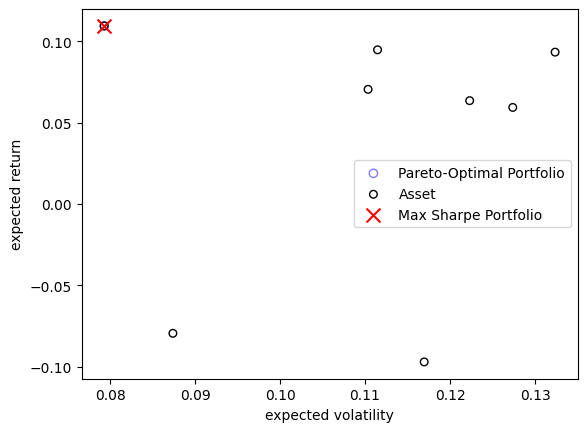 0.10
0.05
0.00
−0.05
−0.10
expected return
Pareto-Optimal Portfolio
Asset
Max Sharpe Portfolio
0.08 0.09 0.10 0.11 0.12 0.13
expected volatility